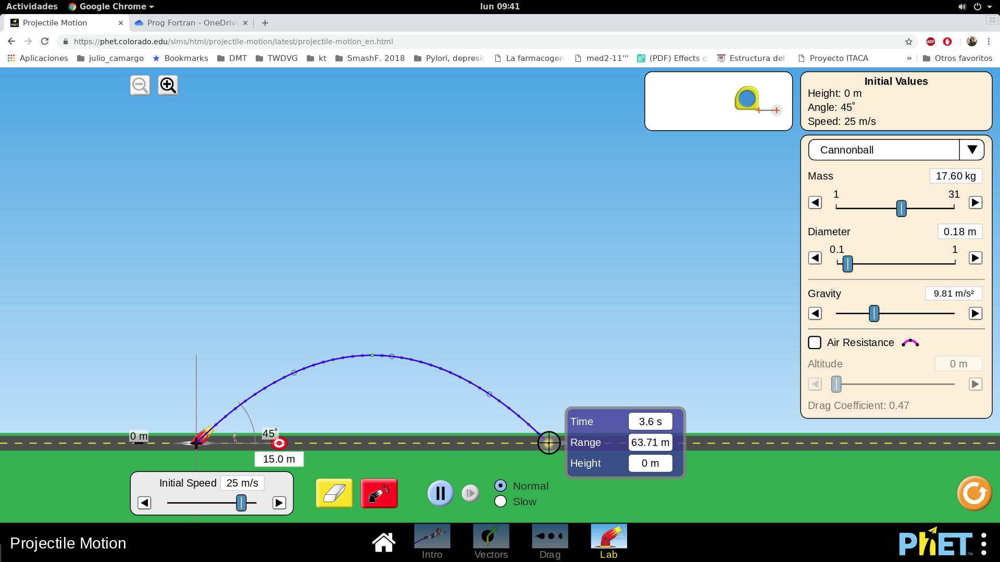 Actividades Google Chrome lun 09:41
Projectile Motion Prog Fortran - OneDrive
https://phet.colorado.edu/sims/html/projectile-motion/latest/projectile-motion_en.html ABP
Aplicaciones julio_camargo Bookmarks DMT TWDVG kt SmashF. 2018 Pylori, depresic La farmacogen med2-11''' (PDF) Effects o Estructura del Proyecto ITACA » Otros favoritos
Initial Values
Height: 0 m
Angle: 45°
Speed: 25 m/s
Cannonball
Mass 17.60 kg
1 31
Diameter 0.18 m
0.1 1
Gravity 9.81 m/s²
Air Resistance
Altitude 0 m
Drag Coefficient: 0.47
0 m
45°
15.0 m
Time 3.6 s
Range 63.71 m
Height 0 m
Initial Speed 25 m/s
Normal
Slow
Projectile Motion
Intro
Vectors
Drag
Lab
PhET™